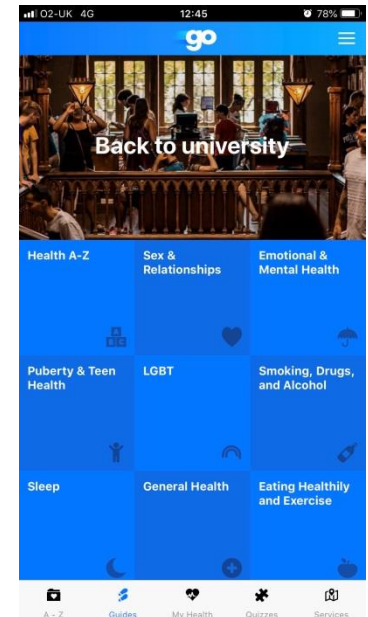 O2-UK 4G 12:45 78%
go
Back to university
Health A-Z
Sex &
Relationships
Emotional &
Mental Health
Puberty & Teen
Health
LGBT
Smoking, Drugs,
and Alcohol
Sleep
General Health
Eating Healthily
and Exercise
A - Z Guides My Health Quizzes Services